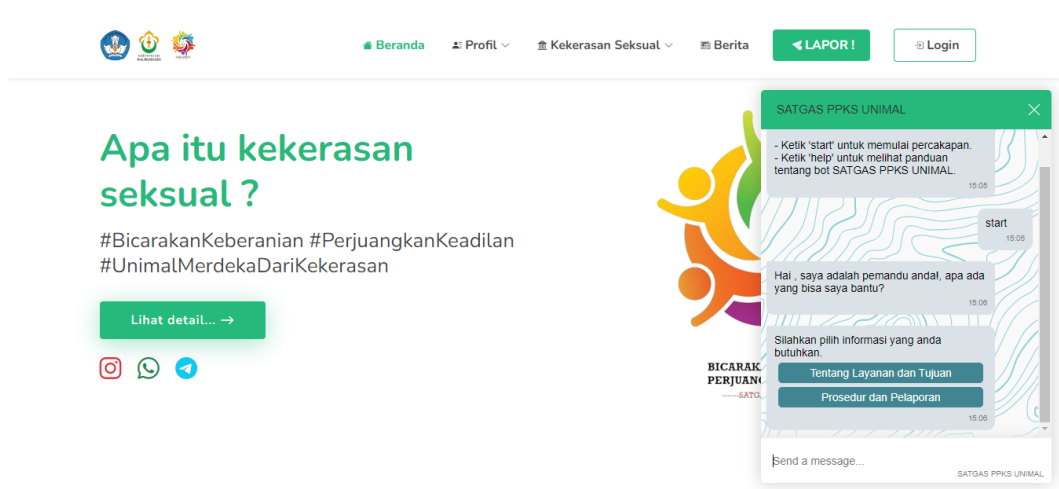 Beranda
Profil
Kekerasan Seksual
Berita
LAPOR !
Login
Apa itu kekerasan
seksual ?
#BicarakanKeberanian #PerjuangkanKeadilan
#UnimalMerdekaDariKekerasan
Lihat detail... →
BICARAK
PERJUAN
SATGAS PPKS UNIMAL
- Ketik 'start' untuk memulai percakapan.
- Ketik 'help' untuk melihat panduan
tentang bot SATGAS PPKS UNIMAL.
15:05
start
15:05
Hai , saya adalah pemandu anda!, apa ada
yang bisa saya bantu?
15:06
Silahkan pilih informasi yang anda
butuhkan.
Tentang Layanan dan Tujuan
Prosedur dan Pelaporan
15:06
Send a message...
SATGAS PPKS UNIMAL